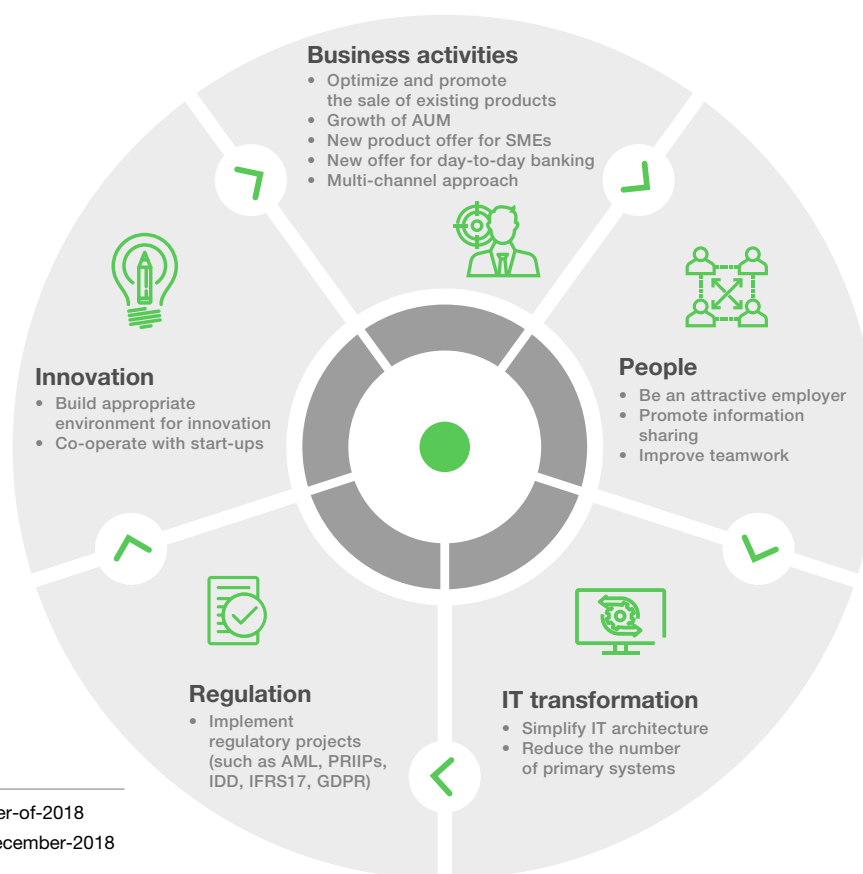 Business activities
• Optimize and promote
the sale of existing products
• Growth of AUM
• New product offer for SMEs
• New offer for day-to-day banking
• Multi-channel approach
Innovation
• Build appropriate
environment for innovation
• Co-operate with start-ups
People
• Be an attractive employer
• Promote information
sharing
• Improve teamwork
Regulation
• Implement
regulatory projects
(such as AML, PRIIPs,
IDD, IFRS17, GDPR)
IT transformation
• Simplify IT architecture
• Reduce the number
of primary systems
er-of-2018
ecember-2018